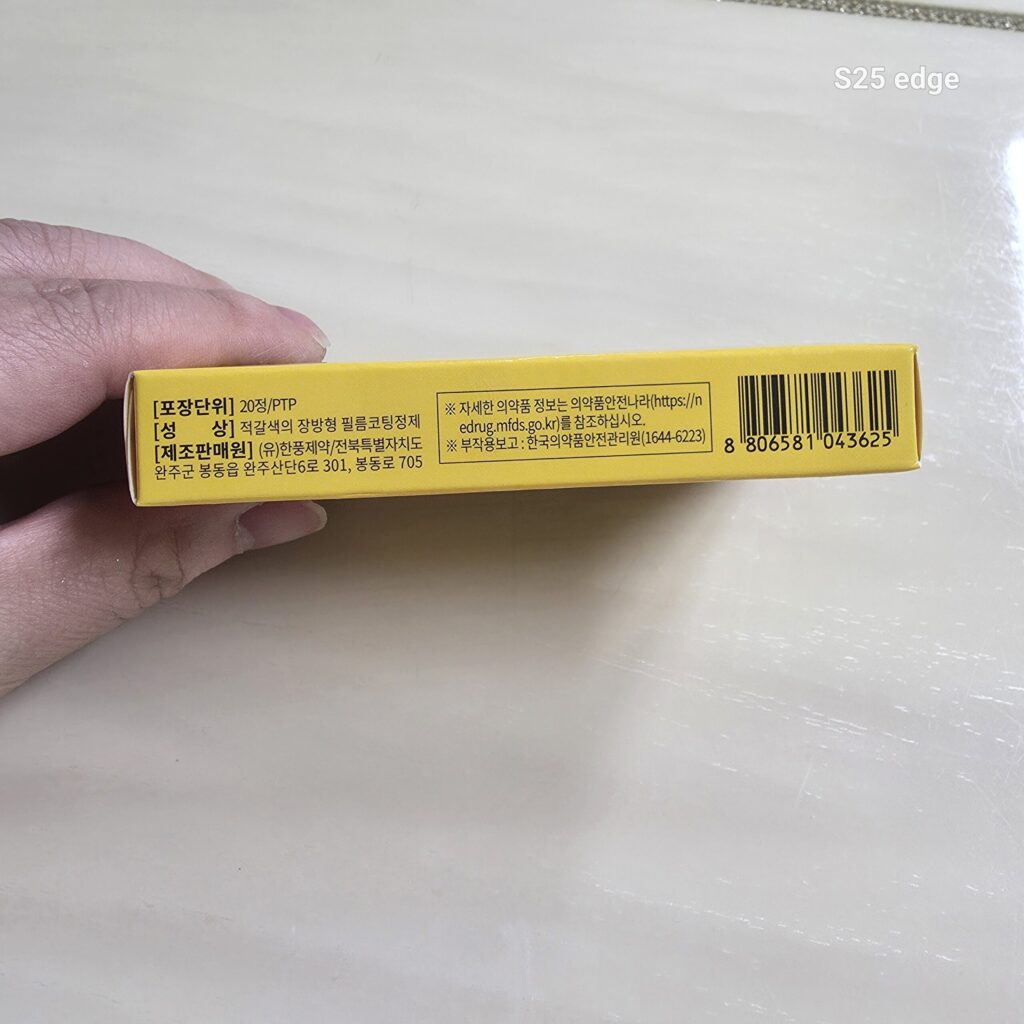 S25 edge
[포장단위] 20정/PTP
[성 상] 적갈색의 장방형 필름코팅정제
[제조판매원] (유)한풍제약/전북특별자치도
완주군 봉동읍 완주산단6로 301, 봉동로 705
※ 자세한 의약품 정보는 의약품안전나라(https://n
edrug.mfds.go.kr)를 참조하십시오.
※ 부작용보고 : 한국의약품안전관리원(1644-6223)
8 806581 043625